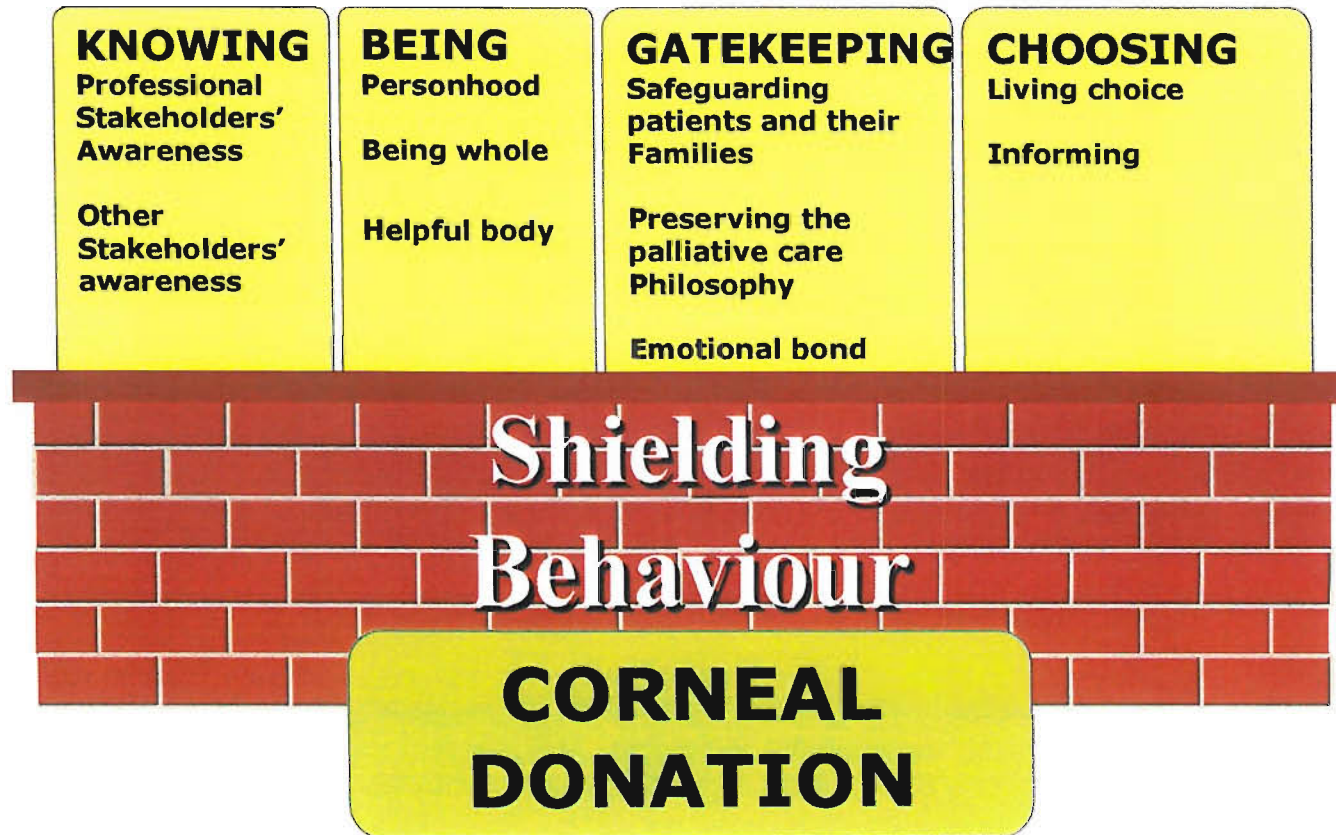 KNOWING
Professional
Stakeholders’
Awareness
Other
Stakeholders’
awareness
BEING
Personhood
Being whole
Helpful body
GATEKEEPING
Safeguarding
patients and their
Families
Preserving the
palliative care
Philosophy
Emotional bond
CHOOSING
Living choice
Informing
Shielding
Behaviour
CORNEAL
DONATION